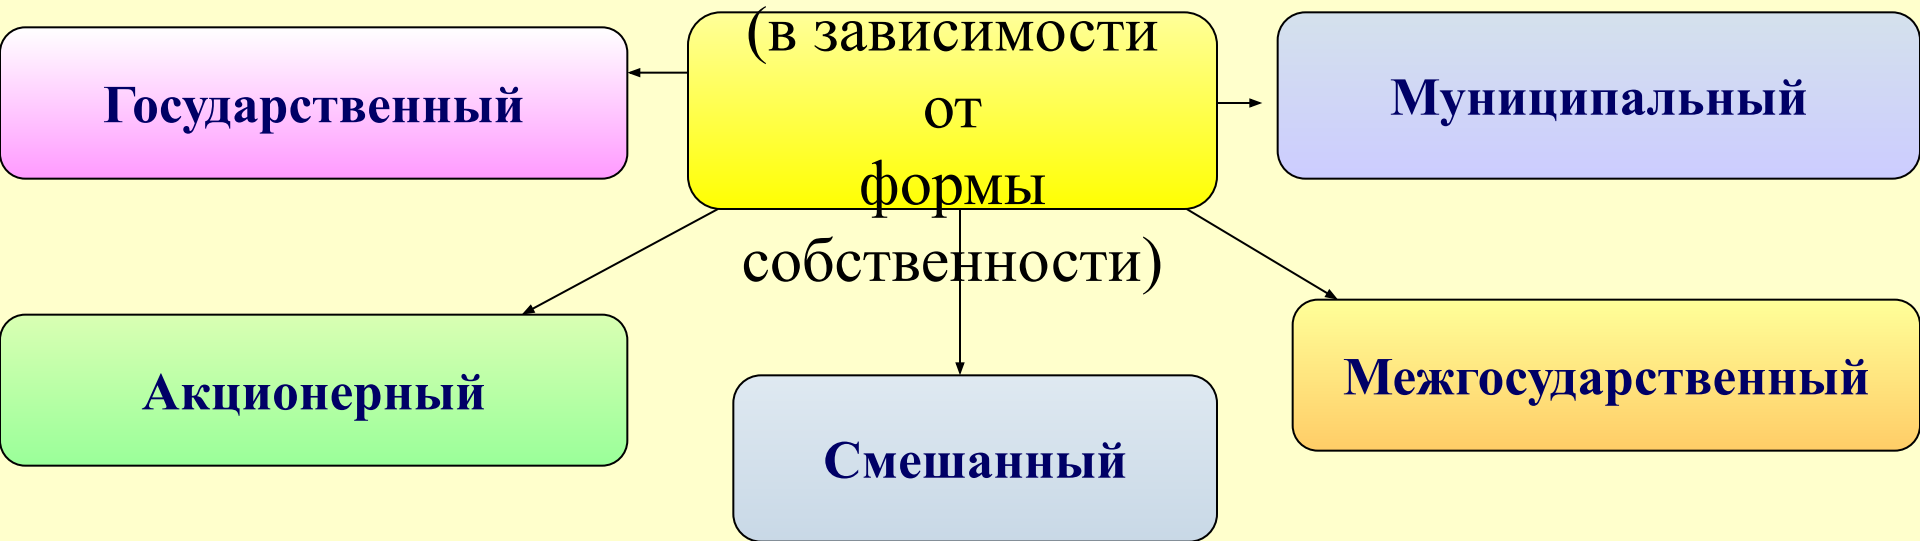 (в зависимости
от
формы
собственности)
Государственный
Муниципальный
Акционерный
Смешанный
Межгосударственный